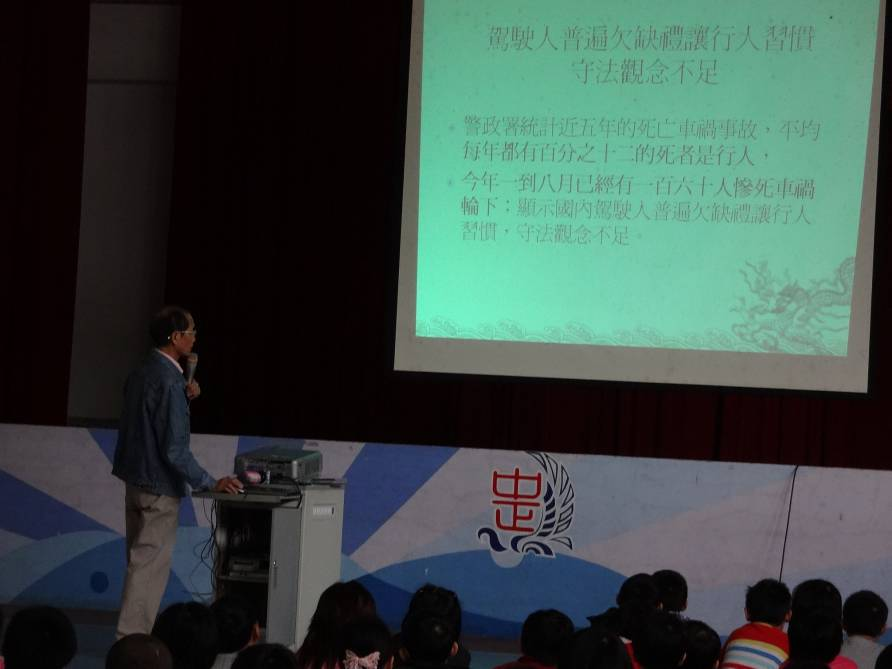 駕駛人普遍欠缺禮讓行人習慣
守法觀念不足
警政署統計近五年的死亡車禍事故，平均
每年都有百分之十二的死者是行人，
今年一到八月已經有一百六十人慘死車禍
輪下；顯示國內駕駛人普遍欠缺禮讓行人
習慣，守法觀念不足。